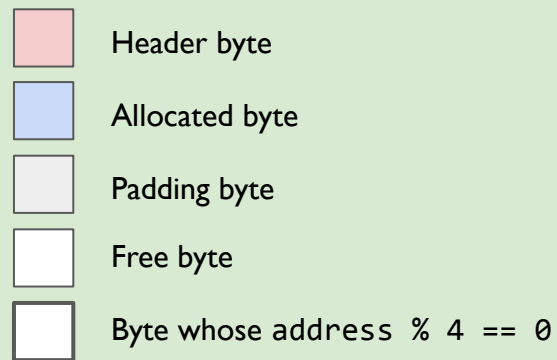 Header byte
Allocated byte
Padding byte
Free byte
Byte whose address % 4 == 0